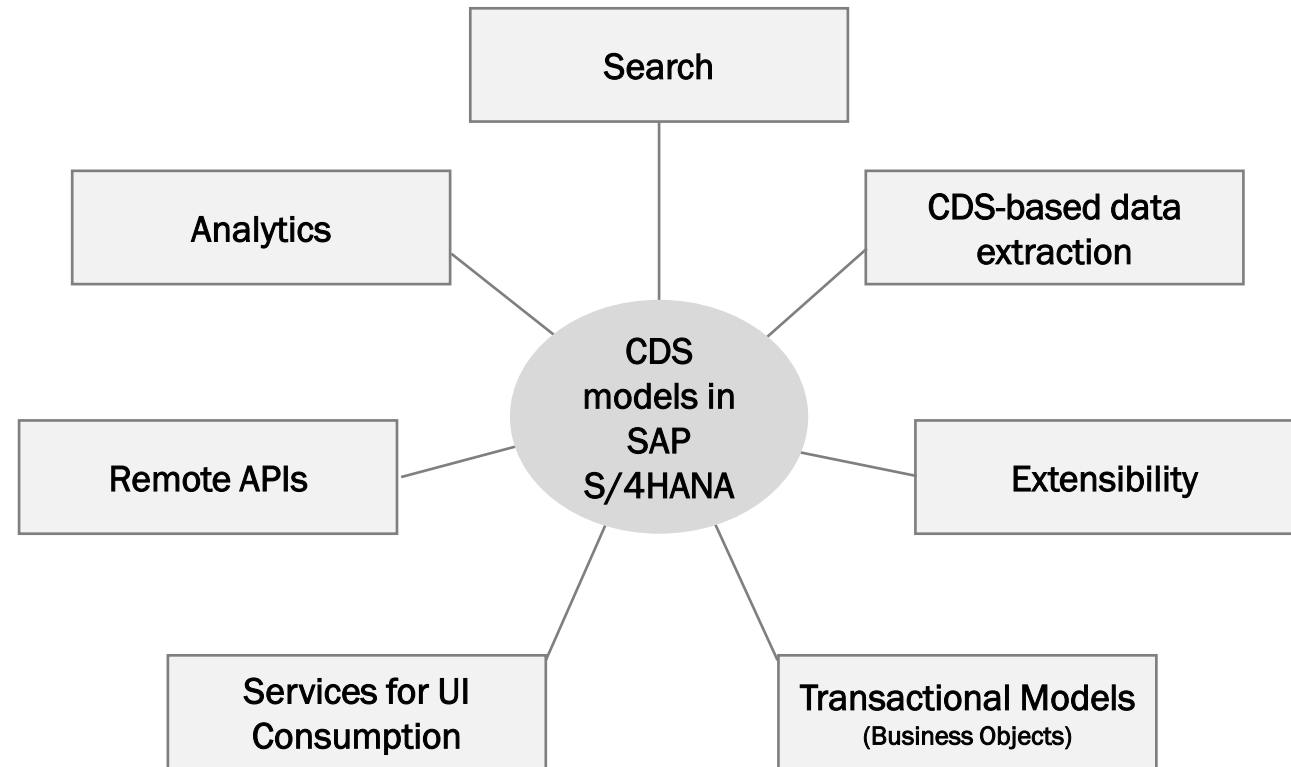 Search
Analytics
CDS-based data
extraction
CDS
models in
SAP
S/4HANA
Remote APIs
Extensibility
Services for UI
Consumption
Transactional Models
(Business Objects)